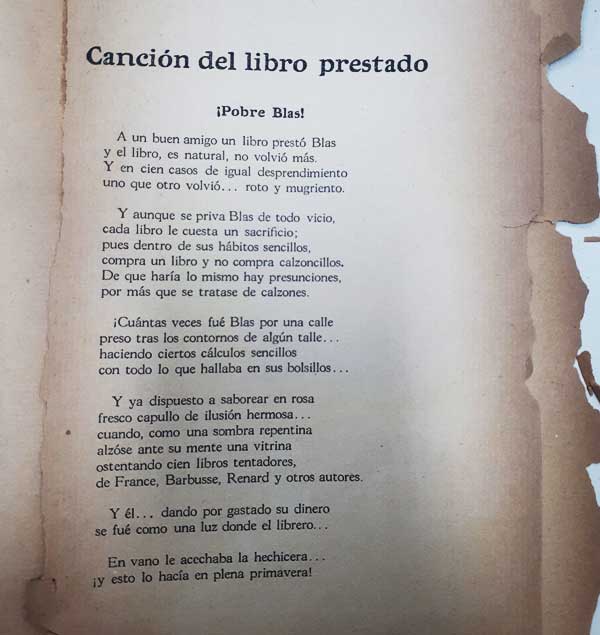 Canción del libro prestado
¡Pobre Blas!
A un buen amigo un libro prestó Blas
y el libro, es natural, no volvió más.
Y en cien casos de igual desprendimiento
uno que otro volvió... roto y mugriento.
Y aunque se priva Blas de todo vicio,
cada libro le cuesta un sacrificio;
pues dentro de sus hábitos sencillos,
compra un libro y no compra calzoncillos.
De que haría lo mismo hay presunciones,
por más que se tratase de calzones.
¡Cuántas veces fué Blas por una calle
preso tras los contornos de algún talle...
haciendo ciertos cálculos sencillos
con todo lo que hallaba en sus bolsillos...
Y ya dispuesto a saborear en rosa
fresco capullo de ilusión hermosa...
cuando, como una sombra repentina
alzóse ante su mente una vitrina
ostentando cien libros tentadores,
de France, Barbusse, Renard y otros autores.
Y él... dando por gastado su dinero
se fué como una luz donde el librero...
En vano le acechaba la hechicera...
¡y esto lo hacía en plena primavera!